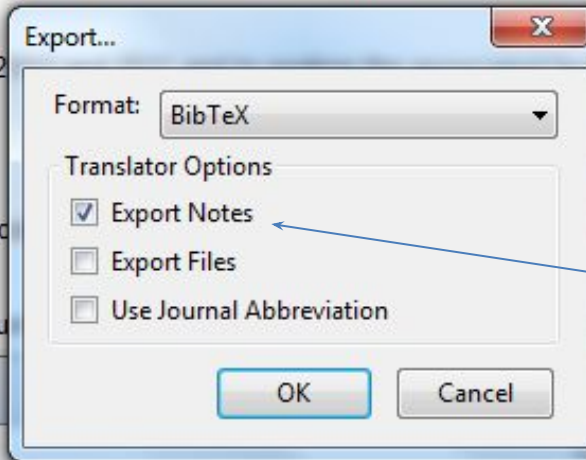 Export...
Format: BibTeX
Translator Options
Export Notes
Export Files
Use Journal Abbreviation
OK Cancel